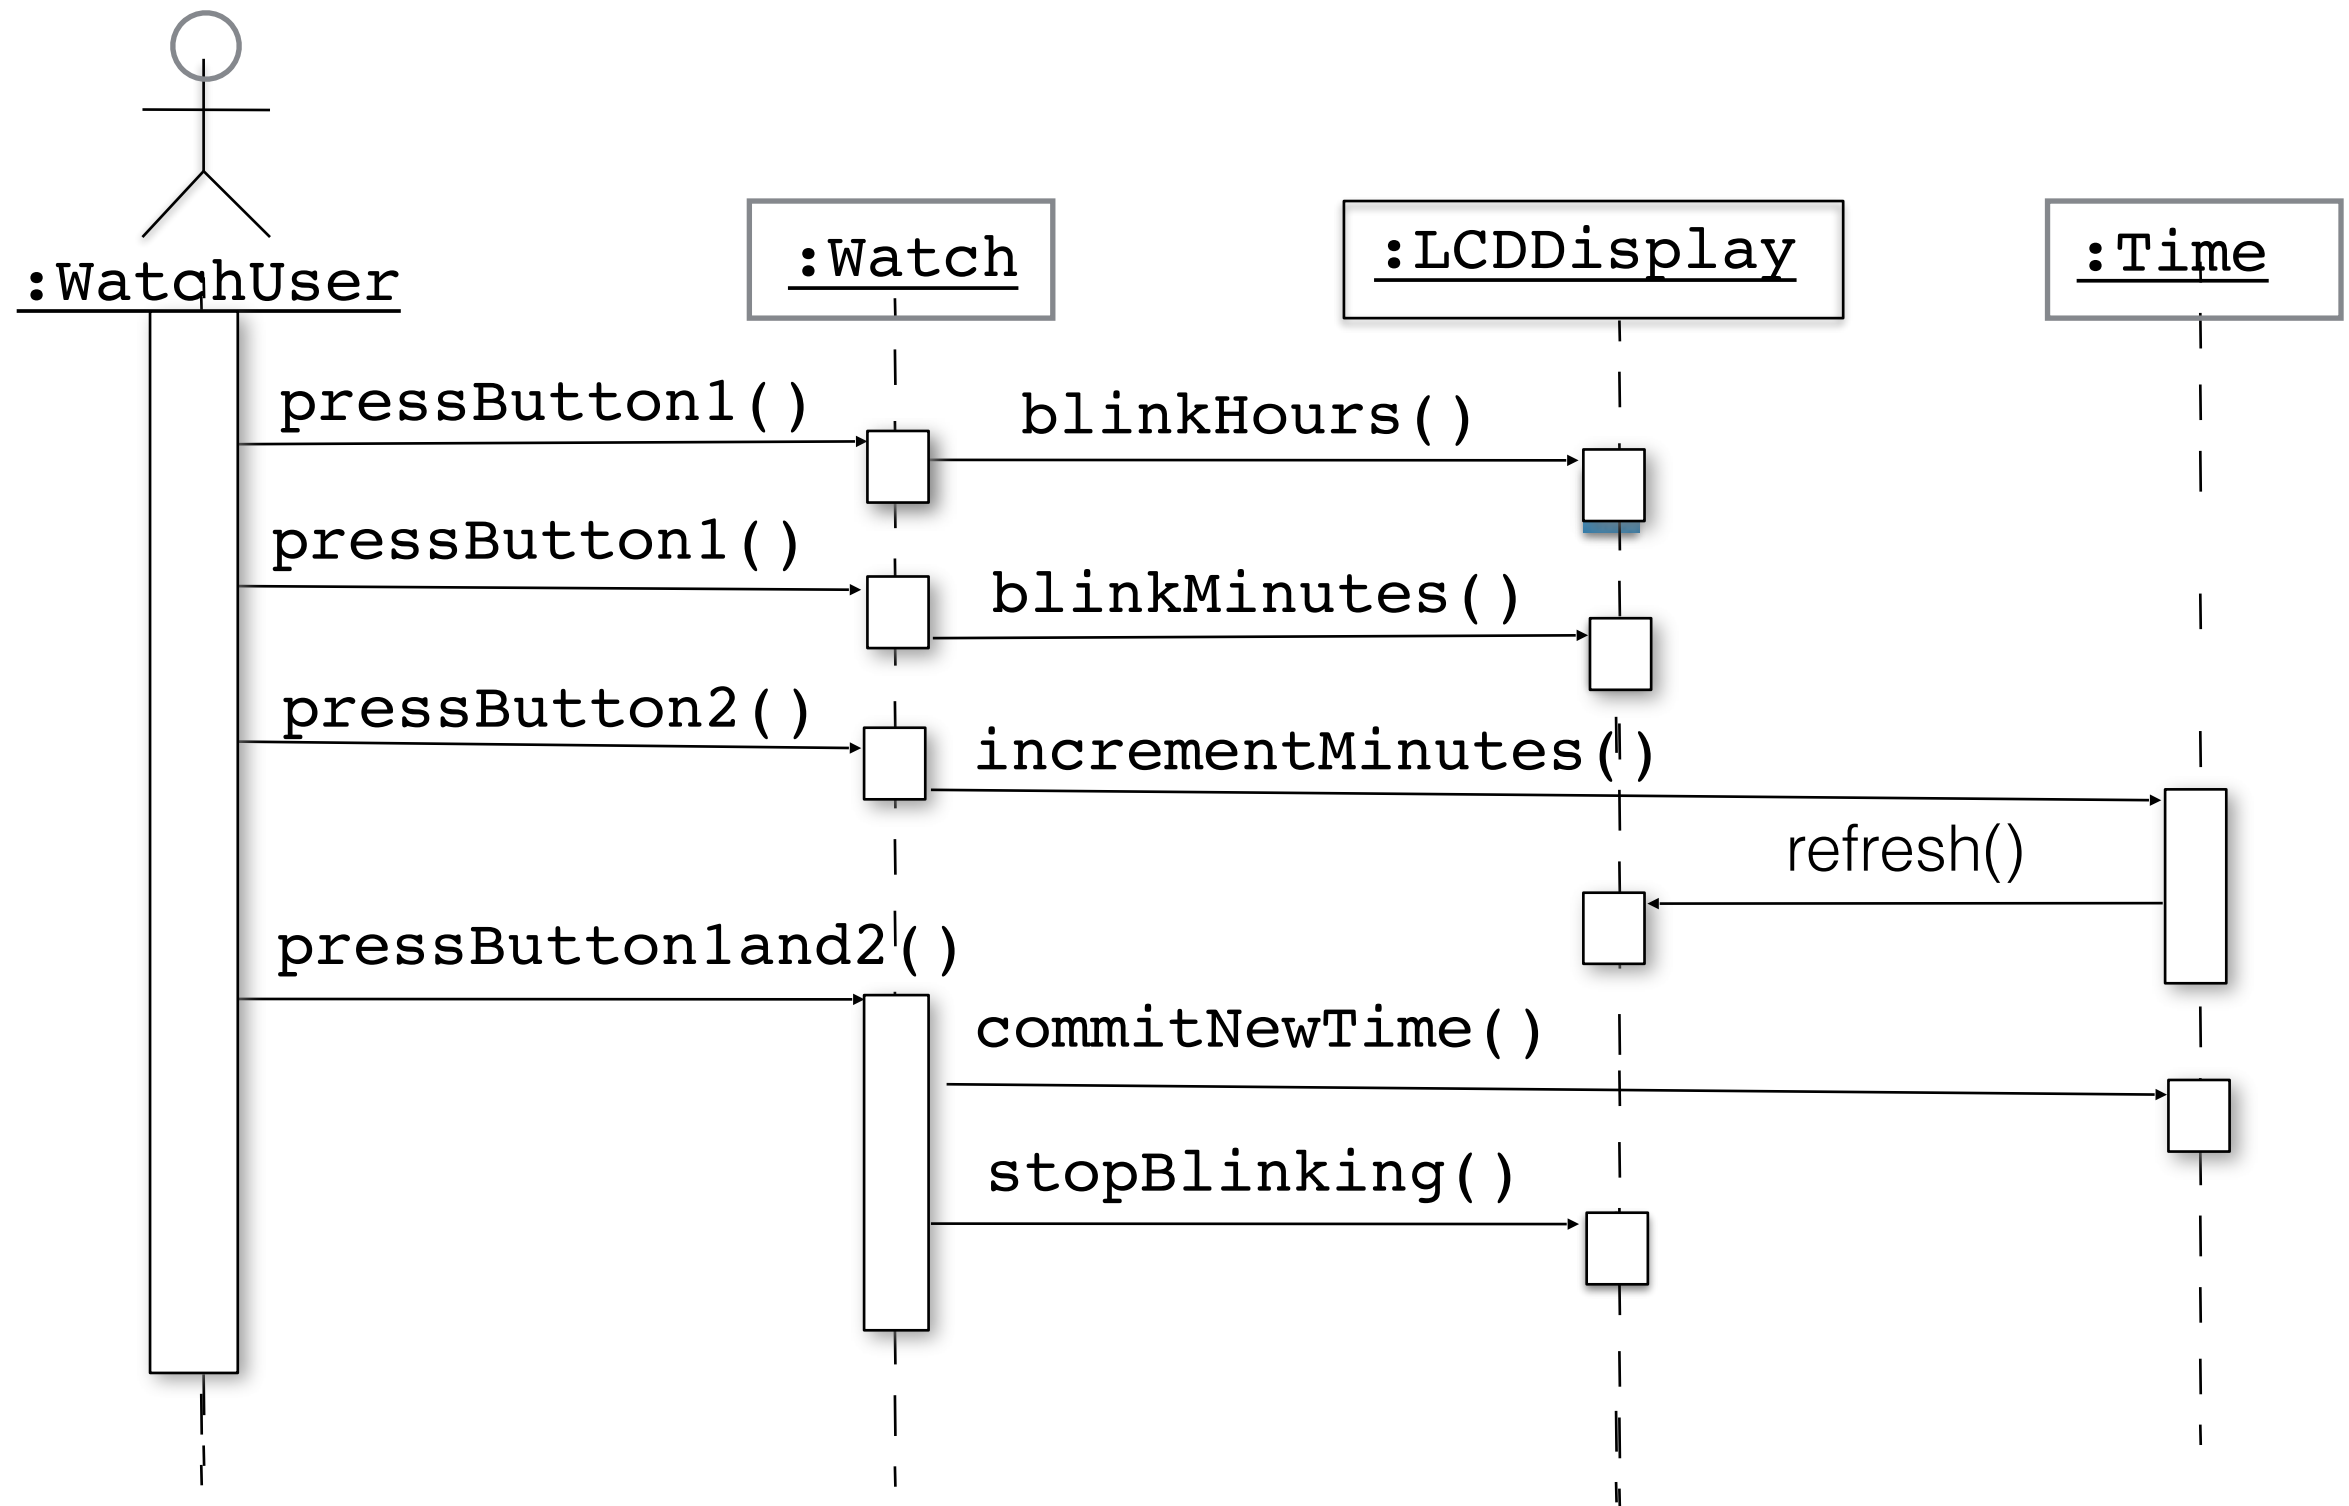 :WatchUser
:Watch
:LCDDisplay
:Time
pressButton1()
blinkHours()
pressButton1()
blinkMinutes()
pressButton2()
incrementMinutes()
refresh()
pressButton1and2()
commitNewTime()
stopBlinking()